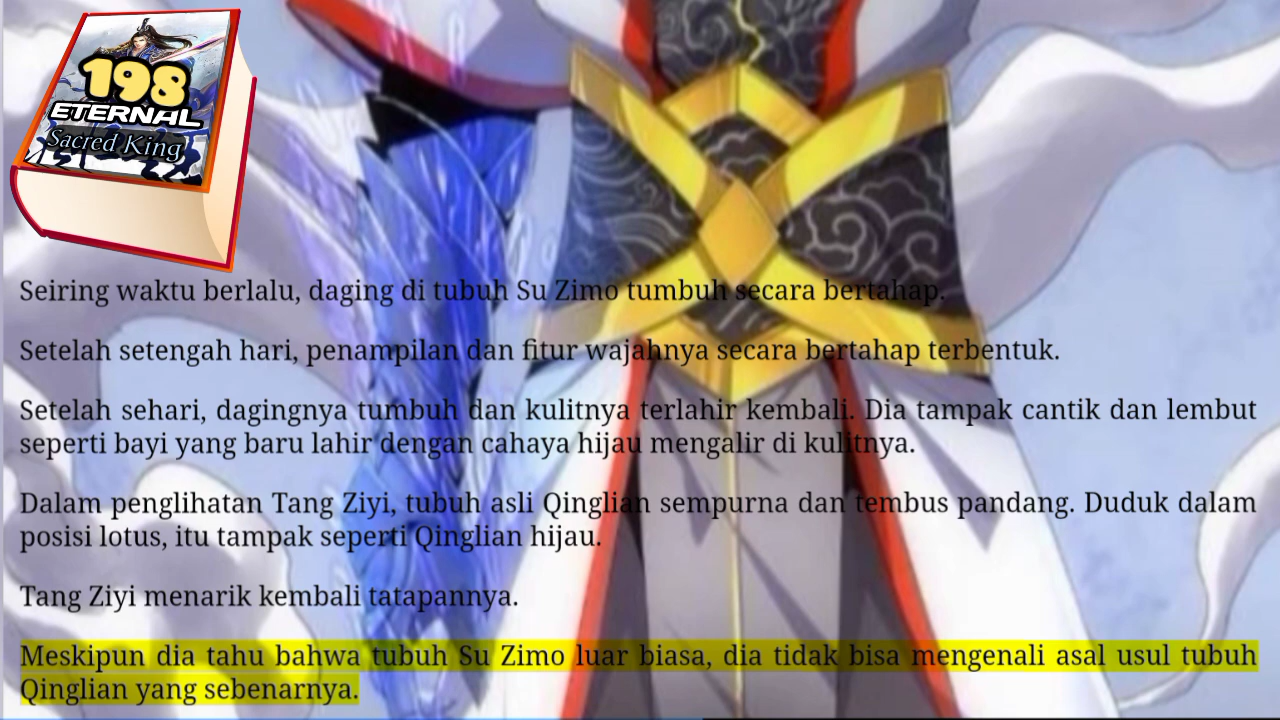 198
ETERNAL
Sacred King
Seiring waktu berlalu, daging di tubuh Su Zimo tumbuh secara bertahap.
Setelah setengah hari, penampilan dan fitur wajahnya secara bertahap terbentuk.
Setelah sehari, dagingnya tumbuh dan kulitnya terlahir kembali. Dia tampak cantik dan lembut
seperti bayi yang baru lahir dengan cahaya hijau mengalir di kulitnya.
Dalam penglihatan Tang Ziyi, tubuh asli Qinglian sempurna dan tembus pandang. Duduk dalam
posisi lotus, itu tampak seperti Qinglian hijau.
Tang Ziyi menarik kembali tatapannya.
Meskipun dia tahu bahwa tubuh Su Zimo luar biasa, dia tidak bisa mengenali asal usul tubuh
Qinglian yang sebenarnya.